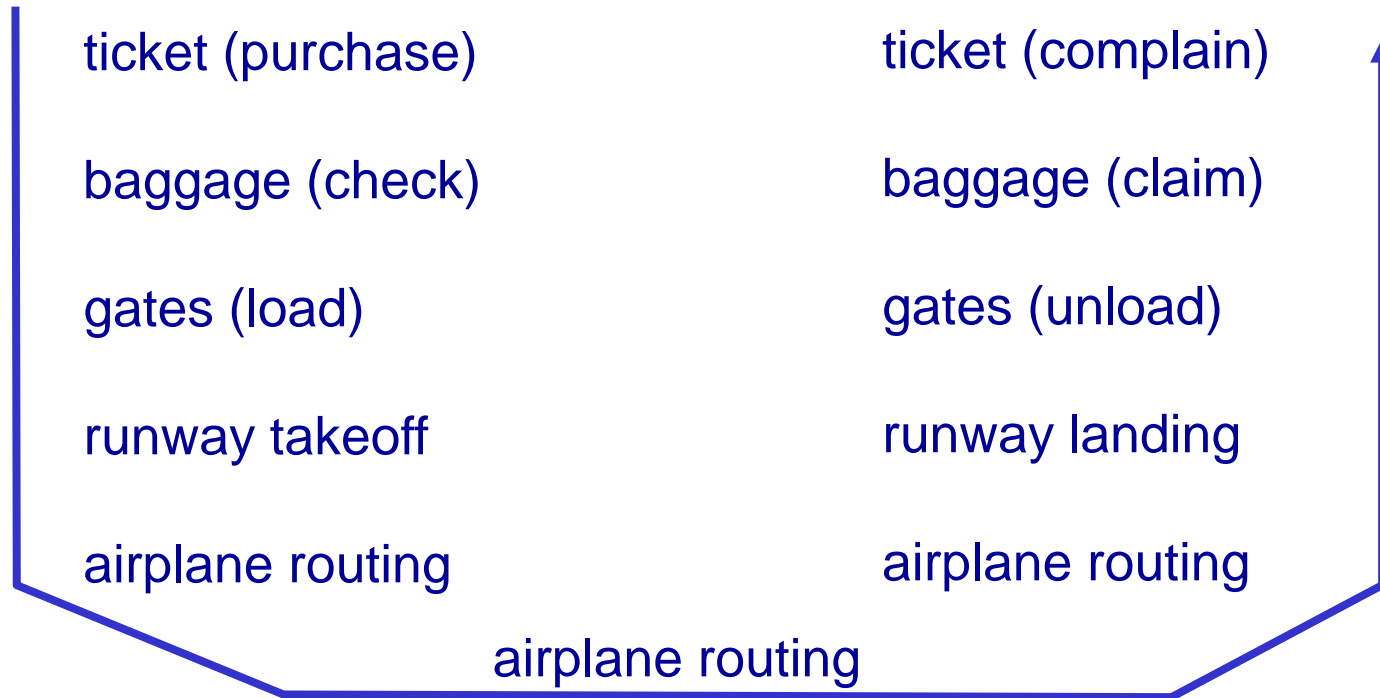 ticket (purchase)
baggage (check)
gates (load)
runway takeoff
airplane routing
ticket (complain)
baggage (claim)
gates (unload)
runway landing
airplane routing
airplane routing